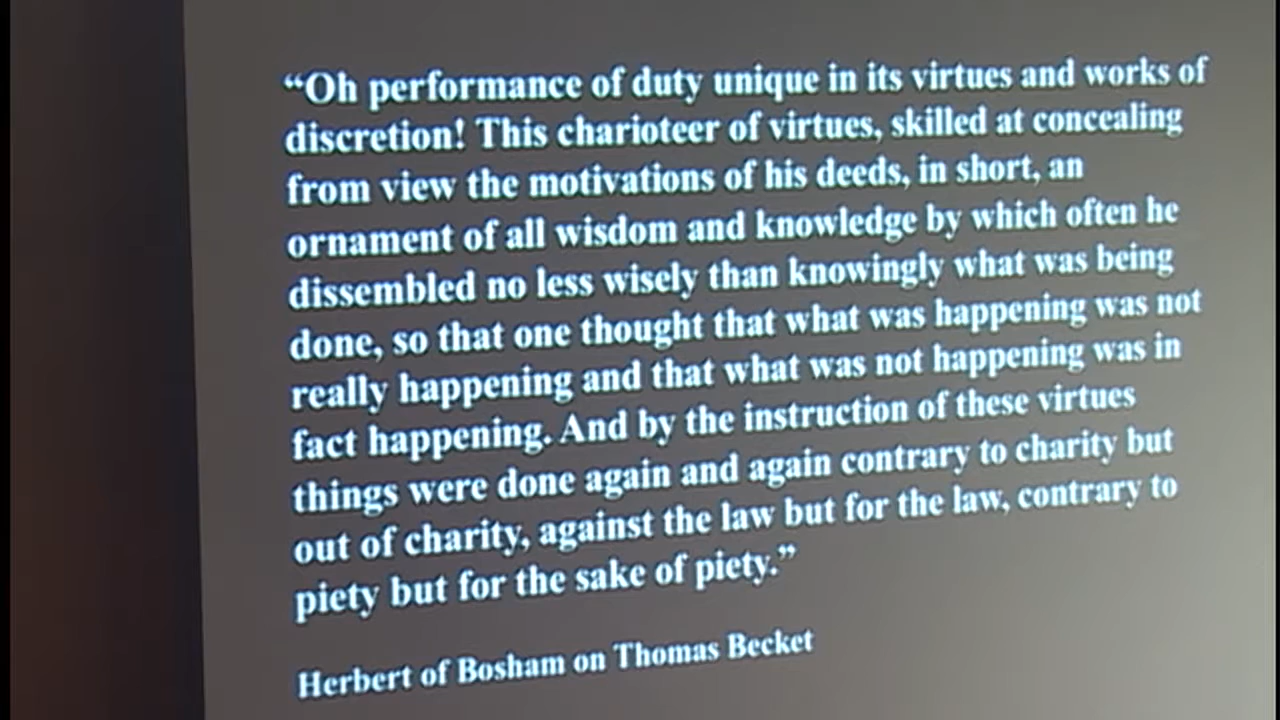 “Oh performance of duty unique in its virtues and works of
discretion! This charioteer of virtues, skilled at concealing
from view the motivations of his deeds, in short, an
ornament of all wisdom and knowledge by which often he
dissembled no less wisely than knowingly what was being
done, so that one thought that what was happening was not
really happening and that what was not happening was in
fact happening. And by the instruction of these virtues
things were done again and again contrary to charity but
out of charity, against the law but for the law, contrary to
piety but for the sake of piety.”
Herbert of Bosham on Thomas Becket